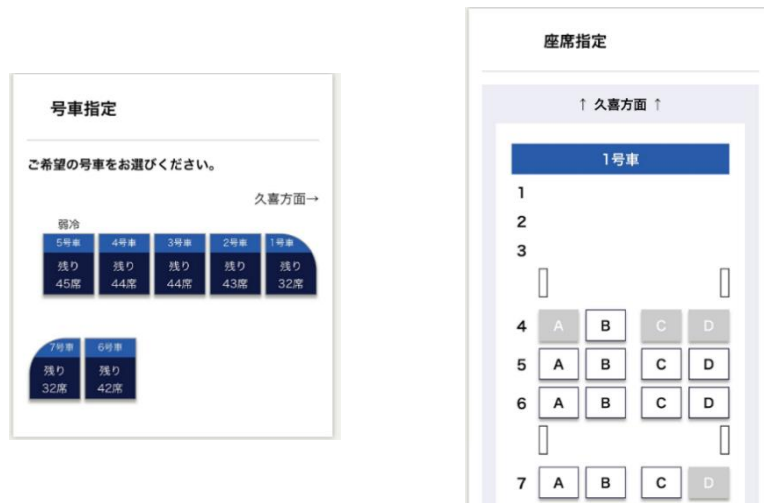 号車指定
ご希望の号車をお選びください。
久喜方面→
弱冷
5号車 4号車 3号車 2号車 1号車
残り 残り 残り 残り 残り
45席 44席 44席 43席 32席
7号車 6号車
残り 残り
32席 42席
座席指定
↑ 久喜方面 ↑
1号車
1
2
3
4 A B C D
5 A B C D
6 A B C D
7 A B C D